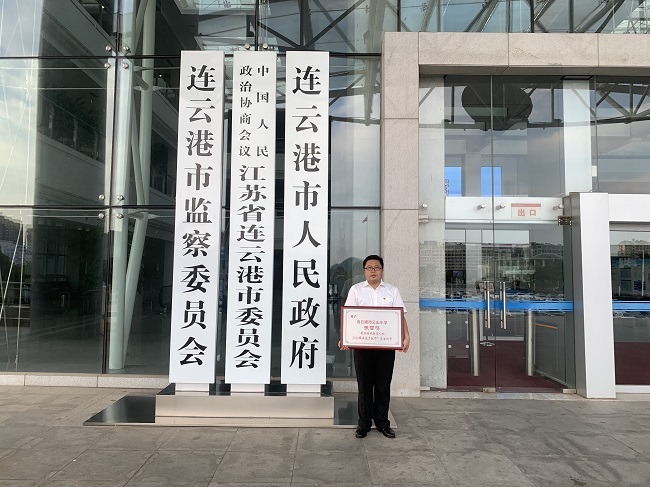 连云港市监察委员会
中国人民
政治协商会议
江苏省连云港市委员会
连云港市人民政府
出口